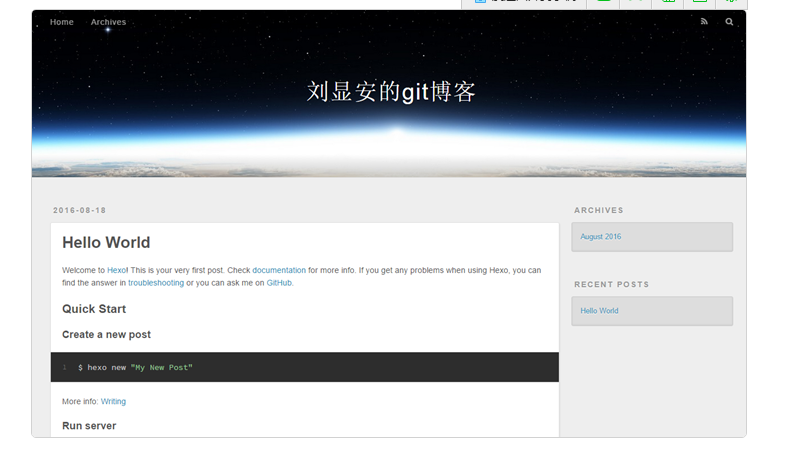 Home Archives
刘显安的git博客
2016-08-18
Hello World
Welcome to Hexo! This is your very first post. Check documentation for more info. If you get any problems when using Hexo, you can
find the answer in troubleshooting or you can ask me on GitHub.
Quick Start
Create a new post
1 $ hexo new "My New Post"
More info: Writing
Run server
ARCHIVES
August 2016
RECENT POSTS
Hello World